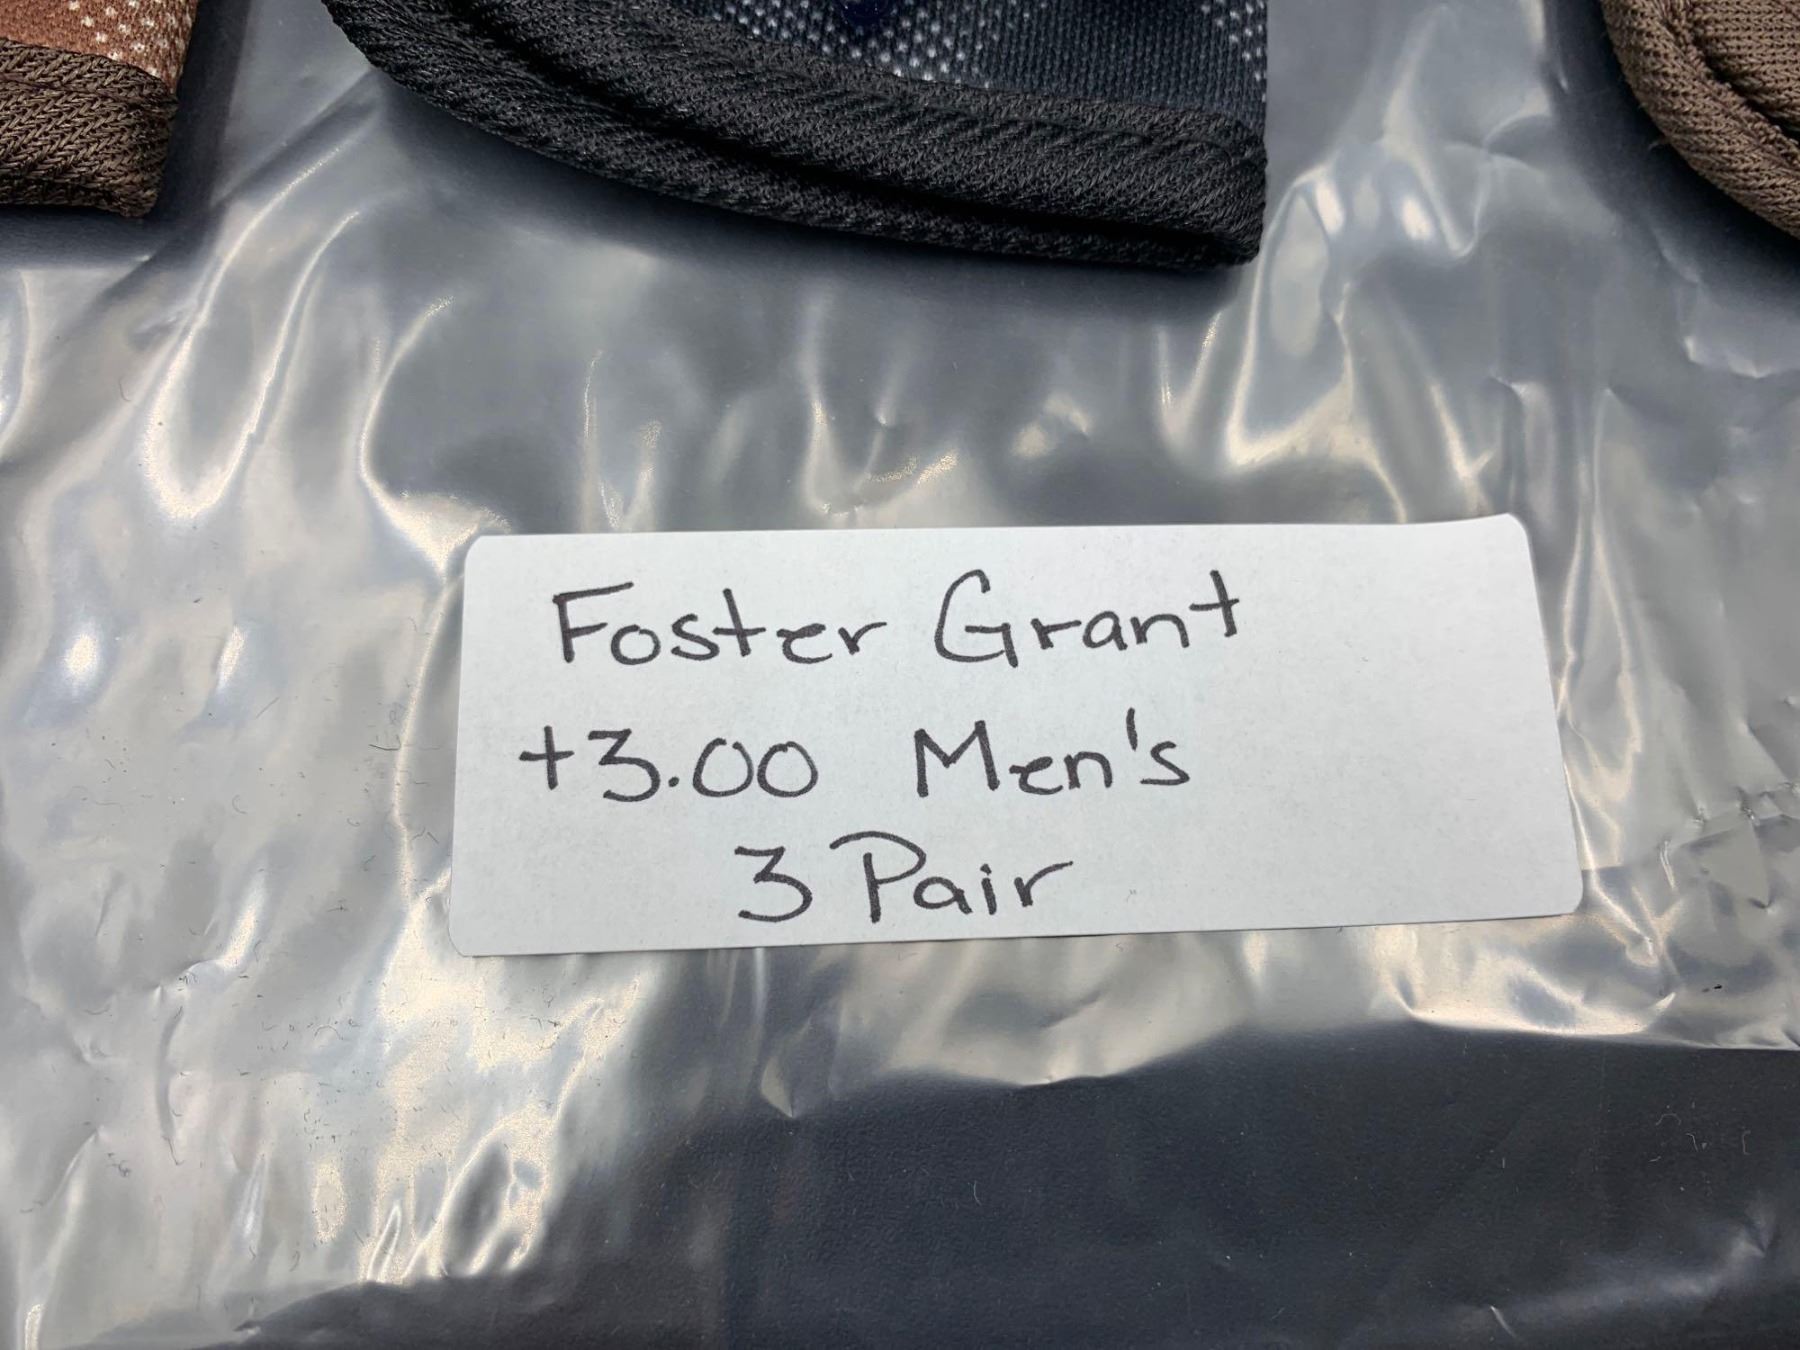 Foster Grant
+3.00 Men's
3 Pair